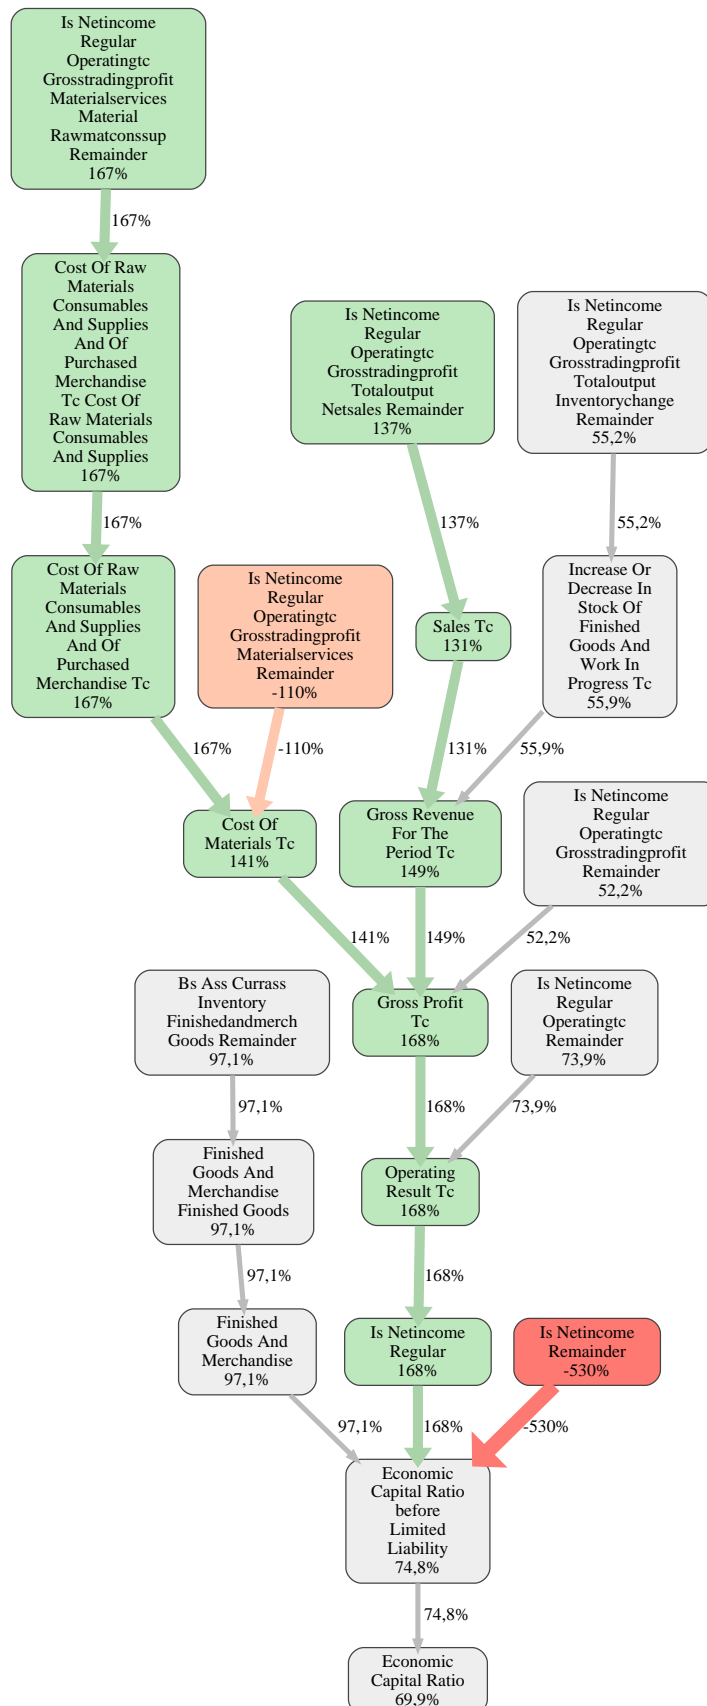 Is Netincome
Regular
Operatingtc
Grosstradingprofit
Materialservices
Material
Rawmatconssup
Remainder
167%
167%
Cost Of Raw
Materials
Consumables
And Supplies
And Of
Purchased
Merchandise
Tc Cost Of
Raw Materials
Consumables
And Supplies
167%
Is Netincome
Regular
Operatingtc
Grosstradingprofit
Totaloutput
Netsales Remainder
137%
Is Netincome
Regular
Operatingtc
Grosstradingprofit
Totaloutput
Inventorychange
Remainder
55,2%
167%
137%
55,2%
Cost Of Raw
Materials
Consumables
And Supplies
And Of
Purchased
Merchandise Tc
167%
Is Netincome
Regular
Operatingtc
Grosstradingprofit
Materialservices
Remainder
-110%
Sales Tc
131%
Increase Or
Decrease In
Stock Of
Finished
Goods And
Work In
Progress Tc
55,9%
167%
-110%
131%
55,9%
Cost Of
Materials Tc
141%
Gross Revenue
For The
Period Tc
149%
Is Netincome
Regular
Operatingtc
Grosstradingprofit
Remainder
52,2%
141%
149%
52,2%
Bs Ass Currass
Inventory
Finishedandmerch
Goods Remainder
97,1%
Gross Profit
Tc
168%
Is Netincome
Regular
Operatingtc
Remainder
73,9%
97,1%
168%
73,9%
Finished
Goods And
Merchandise
Finished Goods
97,1%
Operating
Result Tc
168%
97,1%
168%
Finished
Goods And
Merchandise
97,1%
Is Netincome
Regular
168%
Is Netincome
Remainder
-530%
97,1%
168%
-530%
Economic
Capital Ratio
before
Limited
Liability
74,8%
74,8%
Economic
Capital Ratio
69,9%